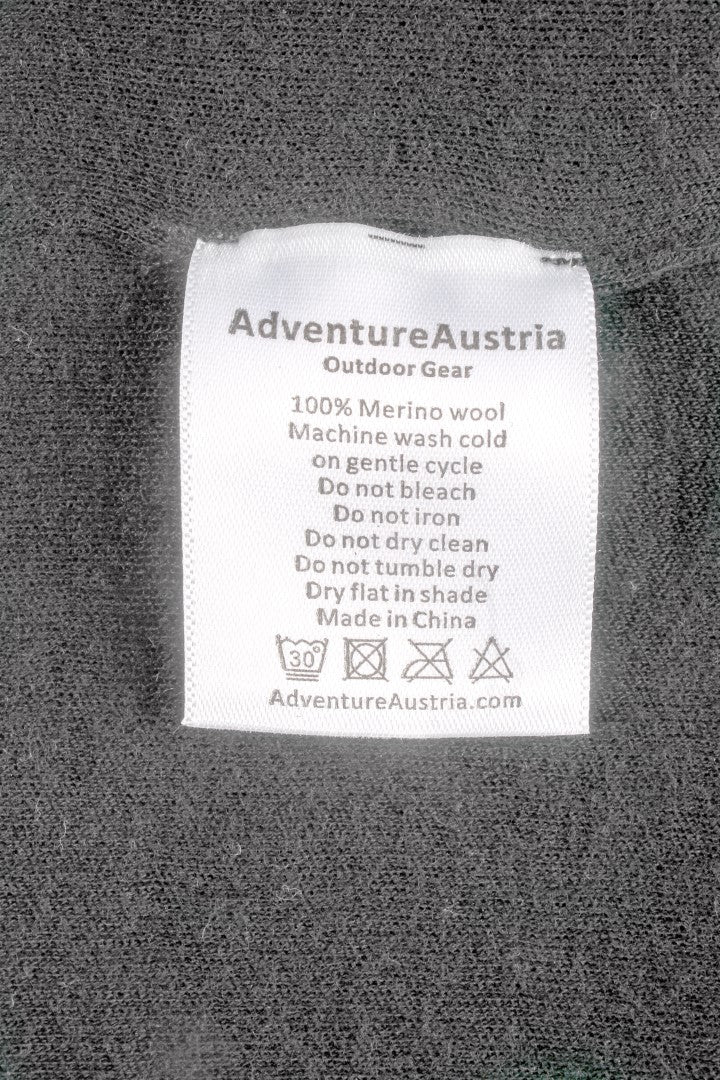 AdventureAustria
Outdoor Gear
100% Merino wool
Machine wash cold
on gentle cycle
Do not bleach
Do not iron
Do not dry clean
Do not tumble dry
Dry flat in shade
Made in China
30°
AdventureAustria.com